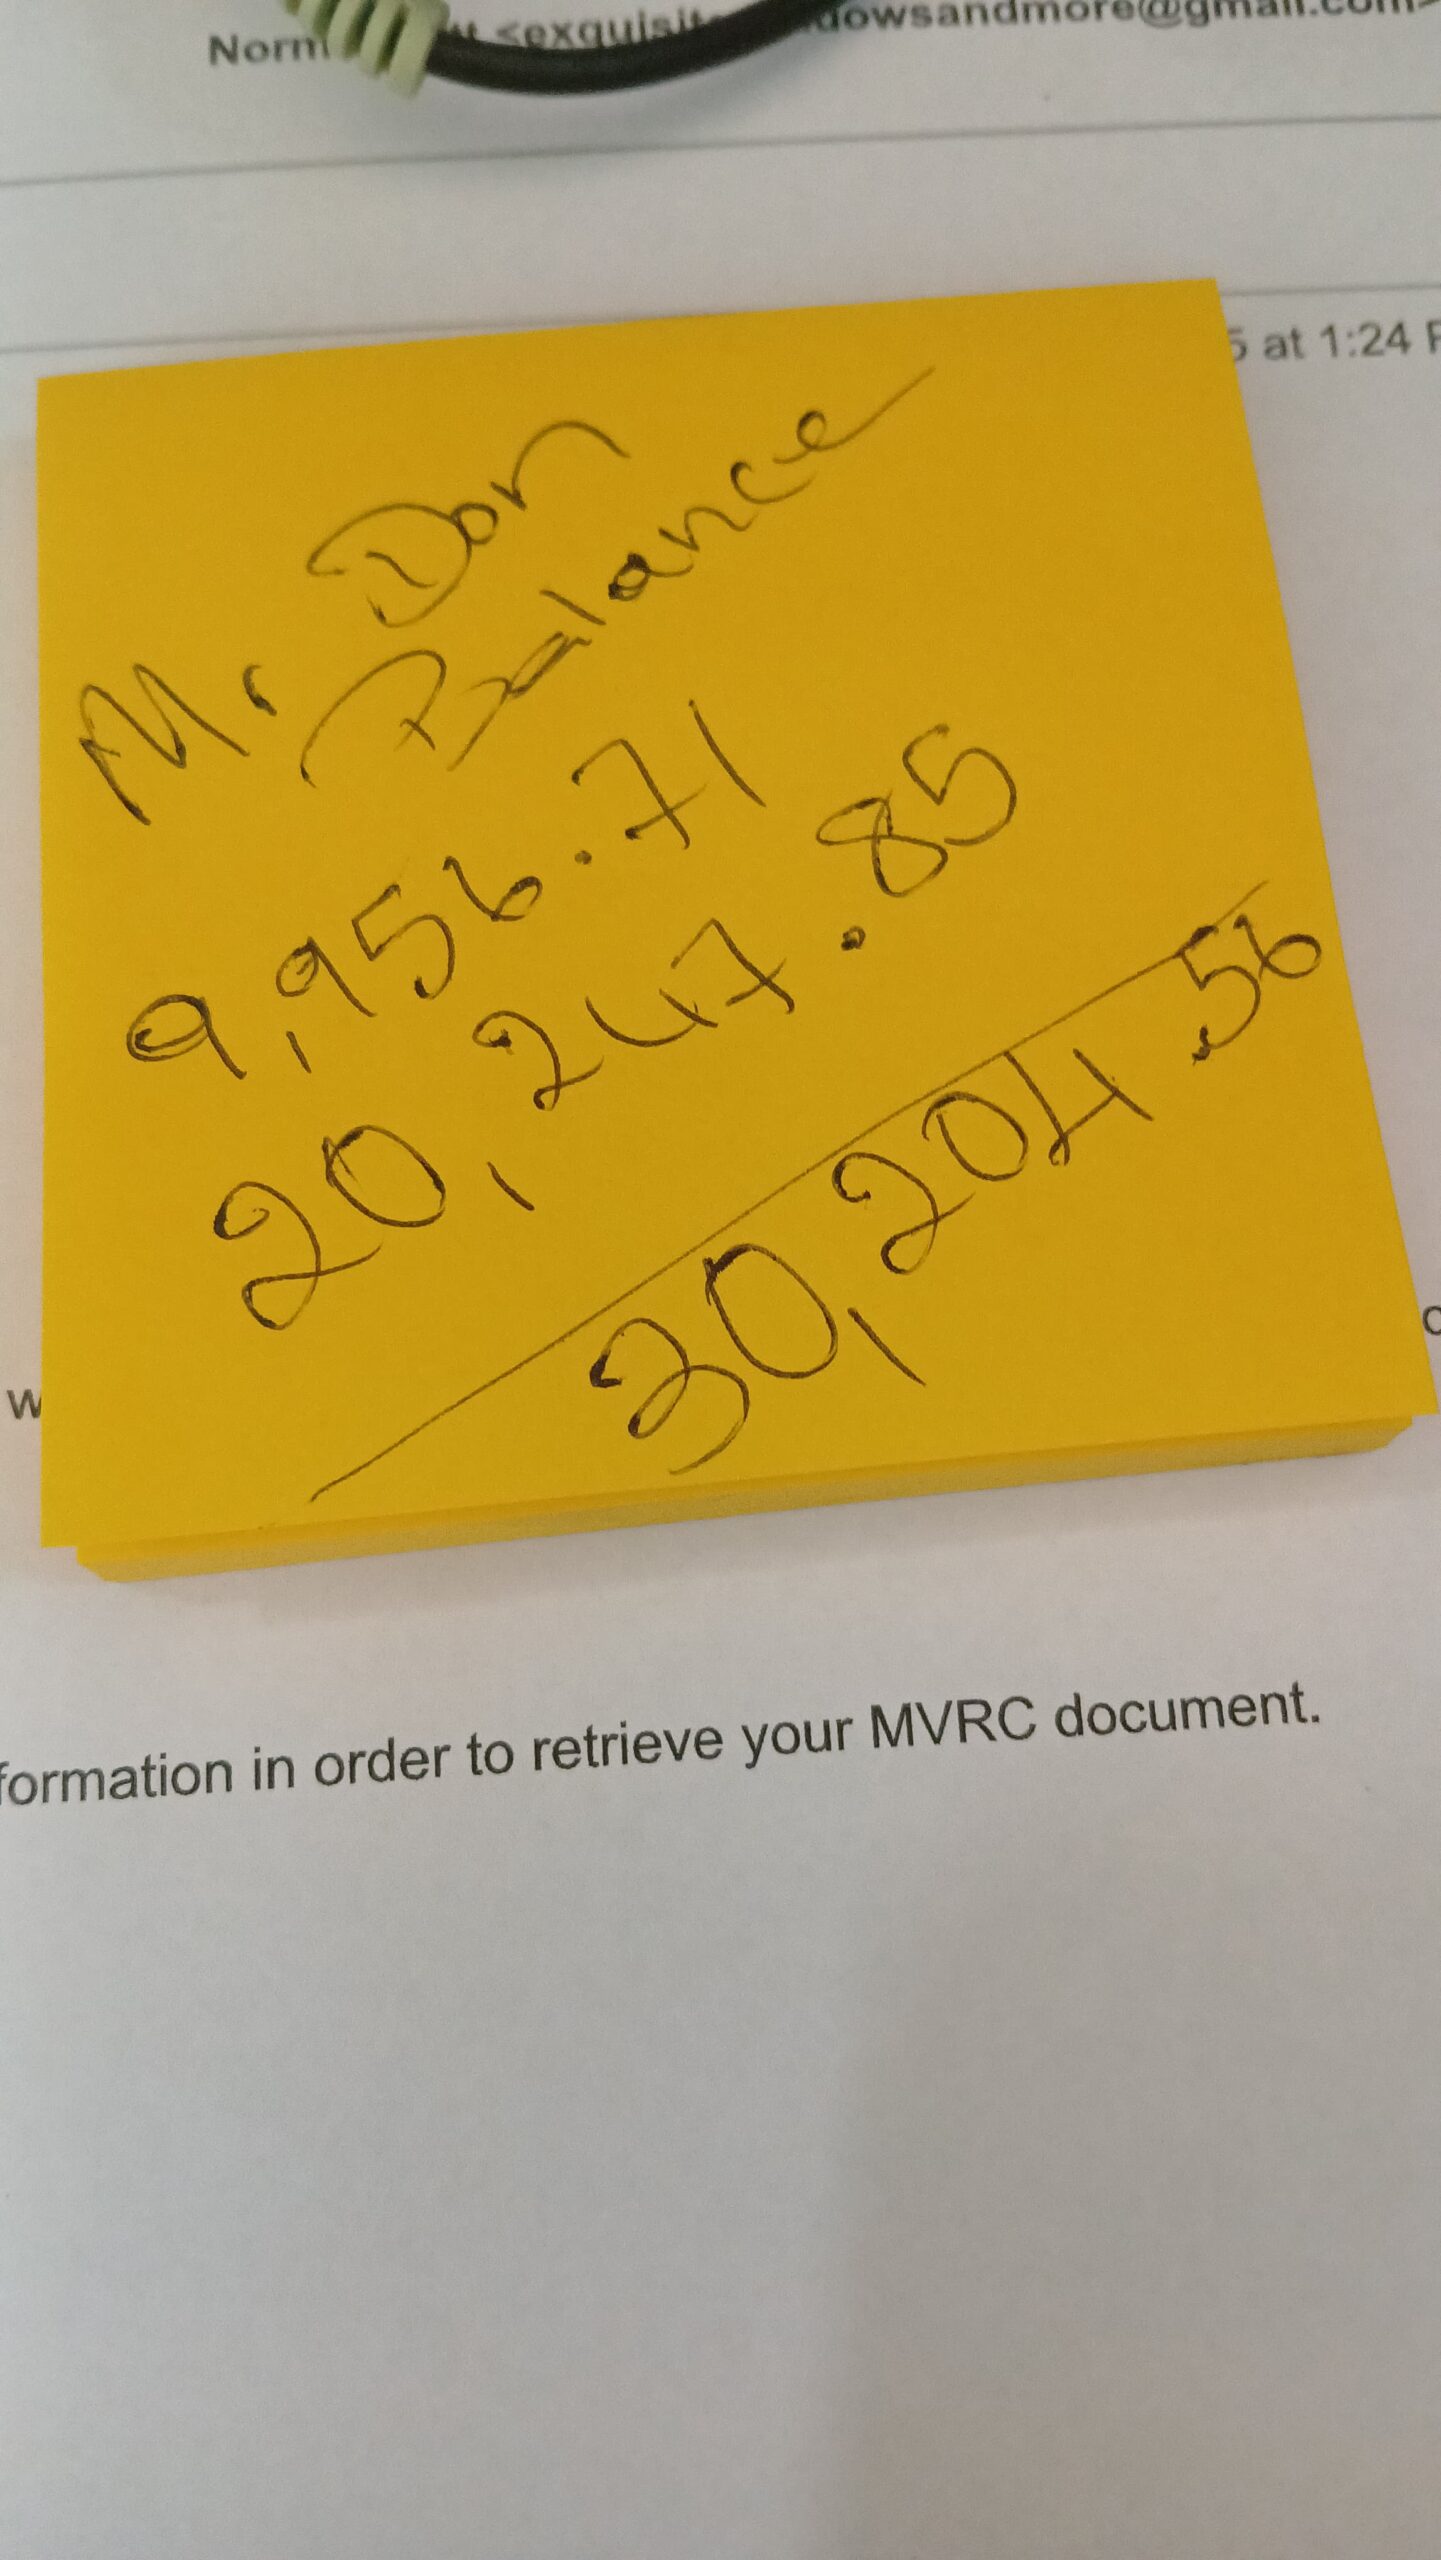 dowsandmore@gmail.com>
5 at 1:24
Mr Don
Balance
9,956.71
20,247.85
30,204.56
formation in order to retrieve your MVRC document.